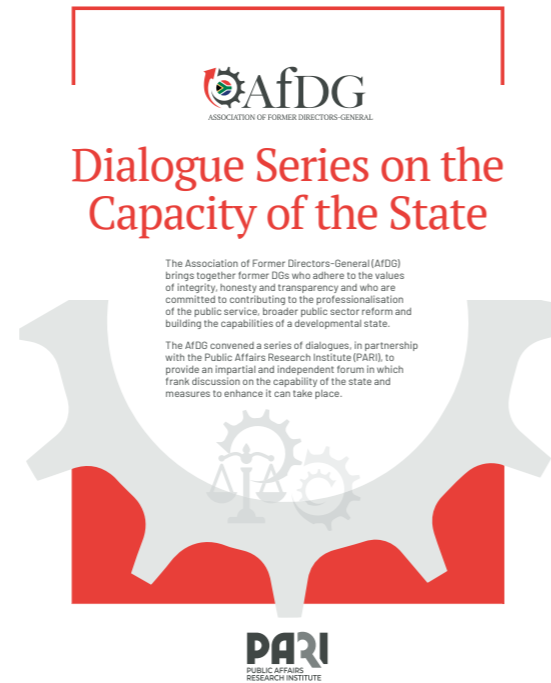 AfDG
ASSOCIATION OF FORMER DIRECTORS-GENERAL
Dialogue Series on the
Capacity of the State
The Association of Former Directors-General (AfDG)
brings together former DGs who adhere to the values
of integrity, honesty and transparency and who are
committed to contributing to the professionalisation
of the public service, broader public sector reform and
building the capabilities of a developmental state.
The AfDG convened a series of dialogues, in partnership
with the Public Affairs Research Institute (PARI), to
provide an impartial and independent forum in which
frank discussion on the capability of the state and
measures to enhance it can take place.
PARI
PUBLIC AFFAIRS
RESEARCH INSTITUTE